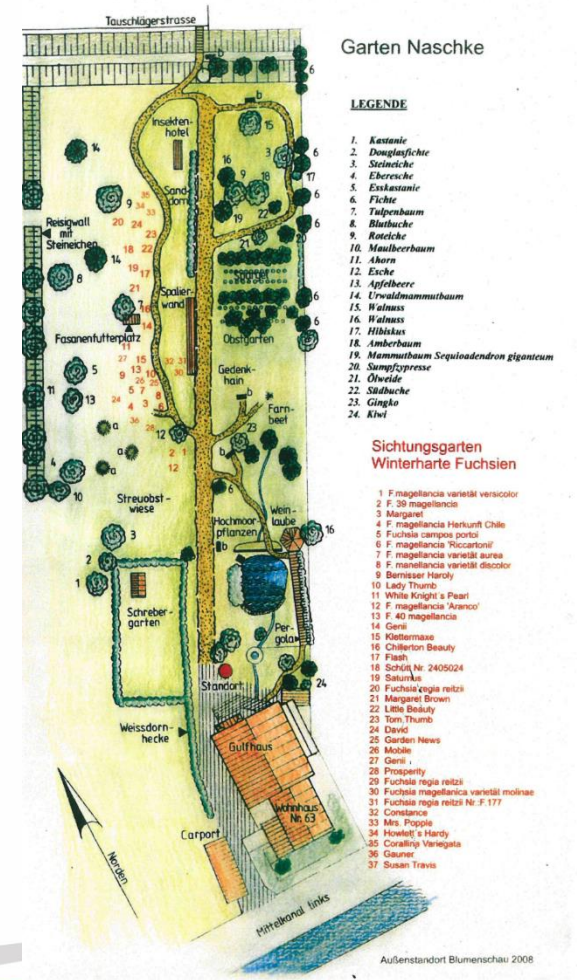 Tauschlägerstrasse
Garten Naschke
LEGENDE
1. Kastanie
2. Douglasfichte
3. Steineiche
4. Eberesche
5. Esskastanie
6. Fichte
7. Tulpenbaum
8. Blutbuche
9. Roteiche
10. Maulbeerbaum
11. Ahorn
12. Esche
13. Apfelbeere
14. Urwaldmammutbaum
15. Walnuss
16. Walnuss
17. Hibiskus
18. Amberbaum
19. Mammutbaum Sequioadendron giganteum
20. Sumpfzypresse
21. Ölweide
22. Südbuche
23. Gingko
24. Kiwi
Sichtungsgarten
Winterharte Fuchsien
1 F.magellancia varietät versicolor
2 F. 39 magellancia
3 Margaret
4 F. magellancia Herkunft Chile
5 Fuchsia campos portoi
6 F. magellancia 'Riccartonii'
7 F. magellancia varietät aurea
8 F. manellancia varietät discolor
9 Bernisser Haroly
10 Lady Thumb
11 White Knight´s Pearl
12 F. magellancia 'Aranco'
13 F. 40 magellancia
14 Genii
15 Klettermaxe
16 Chillerton Beauty
17 Flash
18 Schütt Nr. 2405024
19 Saturnus
20 Fuchsia regia reitzii
21 Margaret Brown
22 Little Beauty
23 Tom Thumb
24 David
25 Garden News
26 Mobile
27 Genii
28 Prosperity
29 Fuchsia regia reitzii
30 Fuchsia magellanica varietät molinae
31 Fuchsia regia reitzii Nr.:F.177
32 Constance
33 Mrs. Popple
34 Howlett´s Hardy
35 Corallina Variegata
36 Gauner
37 Susan Travis
Insekten-
hotel
Sand-
dorn
Reisigwall
mit
Steineichen
Spalier-
wand
Spargel
Fasanenfutterplatz
Obstgarten
Gedenk-
hain
Farn-
beet
Streuobst-
wiese
Hochmoor-
pflanzen
Wein-
laube
Schreber-
garten
Per-
gola
Standort
Weissdorn-
hecke
Gulfhaus
Wohnhaus
Nr. 63
Carport
Norden
Mittelkanal links
Außenstandort Blumenschau 2008